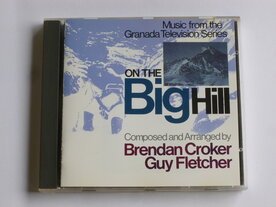 Music from the
Granada Television Series
ON THE
Big Hill
Composed and Arranged by
Brendan Croker
Guy Fletcher